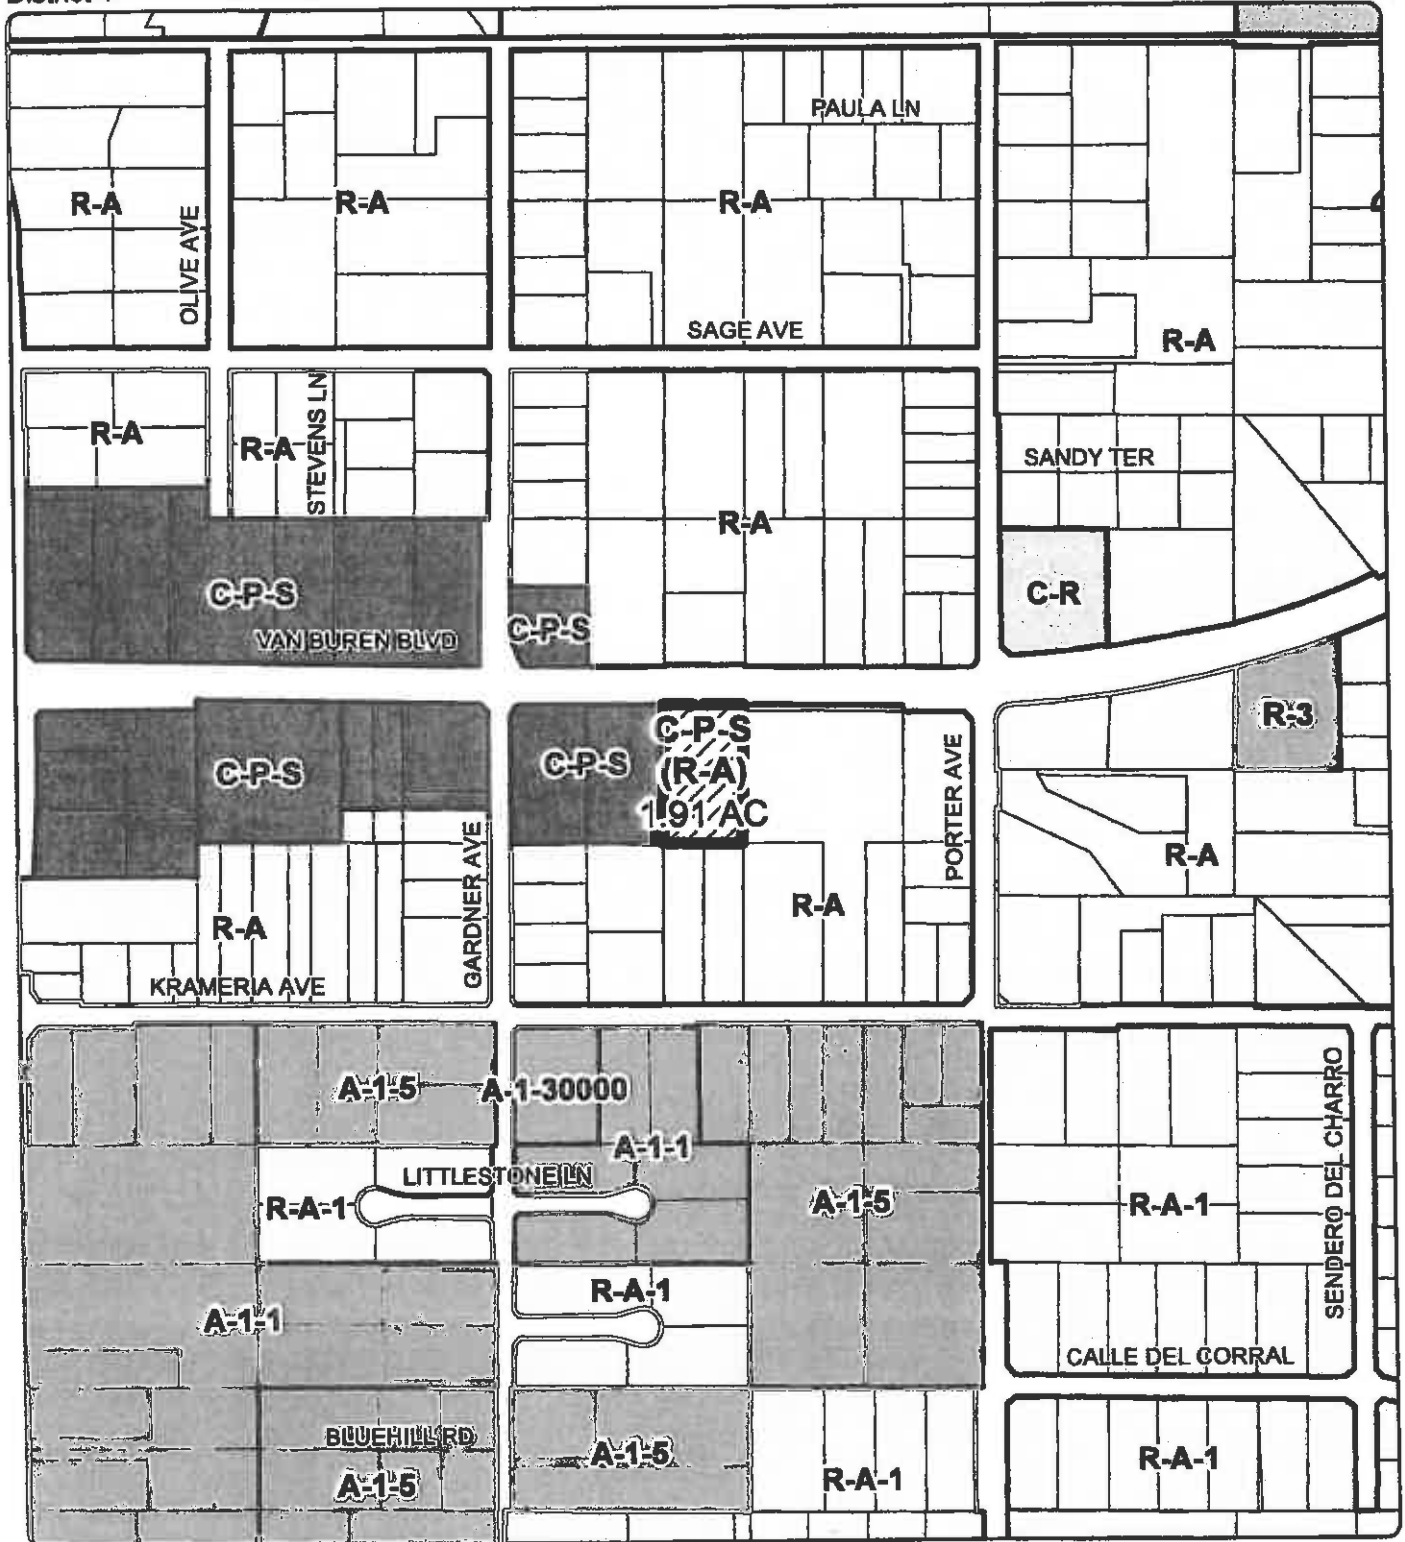 PAULA LN
R-A
R-A
R-A
OLIVE AVE
SAGE AVE
R-A
STEVENS LN
R-A
R-A
SANDY TER
R-A
C-P-S
C-P-S
C-R
VAN BUREN BLVD
R-3
C-P-S
C-P-S
C-P-S
(R-A)
1.91 AC
PORTER AVE
R-A
GARDNER AVE
R-A
R-A
KRAMERIA AVE
A-1-5
A-1-30000
A-1-1
SENDERO DEL CHARRO
LITTLESTONE LN
R-A-1
A-1-5
R-A-1
R-A-1
A-1-1
CALLE DEL CORRAL
BLUEHILL RD
A-1-5
A-1-5
R-A-1
R-A-1